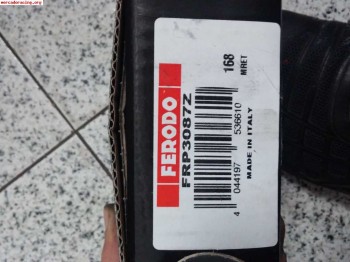 mercadoracing.org
FERODO
FRP3087Z
168
MRET
4 044197 536610
MADE IN ITALY